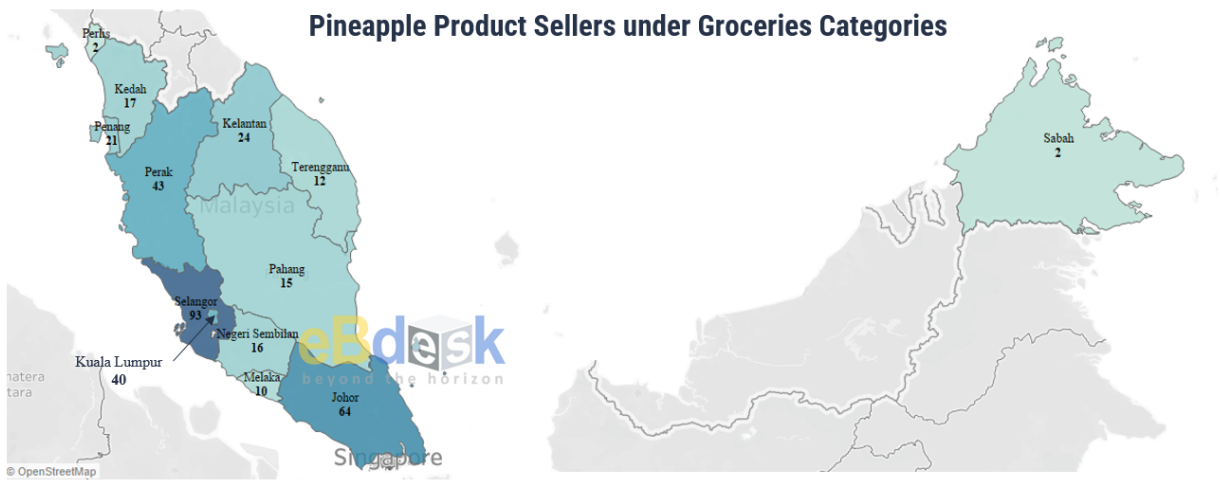 Pineapple Product Sellers under Groceries Categories
Perlis
2
Kedah
17
Penang
21
Kelantan
24
Terengganu
12
Perak
43
Sabah
2
Malaysia
Pahang
15
Selangor
93
Negeri Sembilan
16
eBdesk
beyond the horizon
Kuala Lumpur
40
Melaka
10
Johor
64
matera
tara
Singapore
© OpenStreetMap